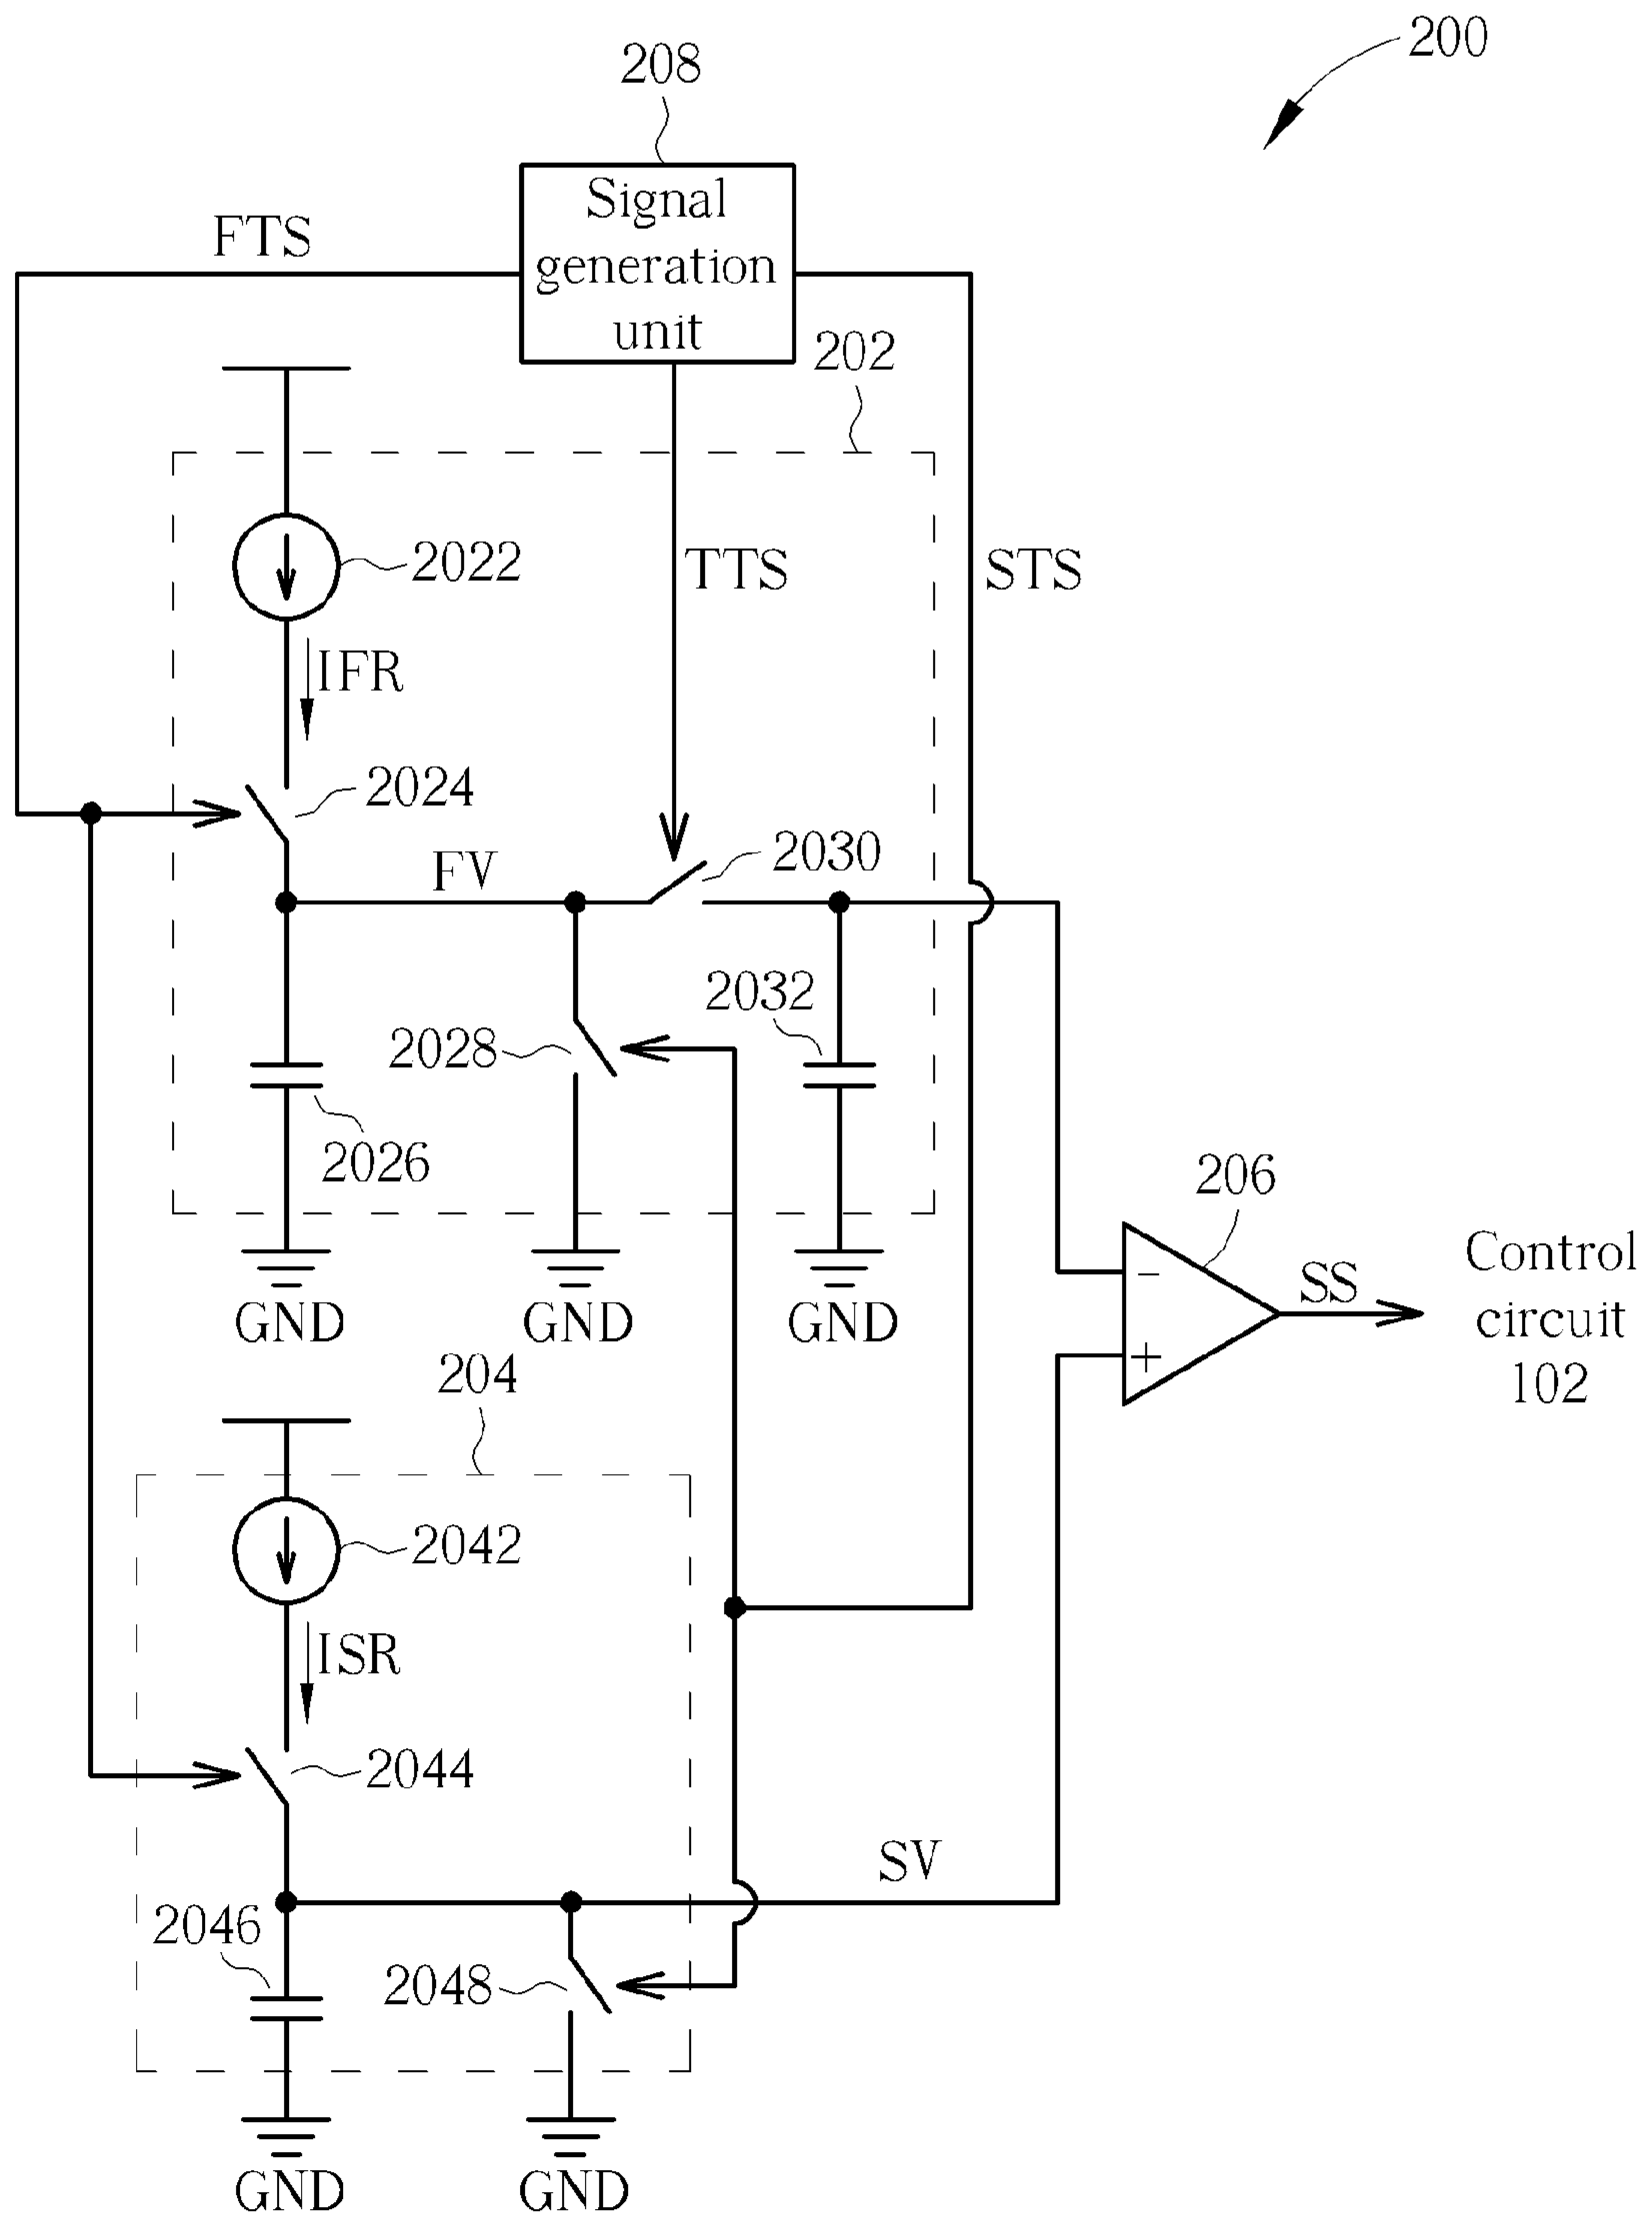 200
208
Signal
generation
unit
FTS
202
2022
TTS
STS
IFR
2024
FV
2030
2032
2028
2026
GND
GND
GND
206
SS
Control
circuit
102
204
2042
ISR
2044
SV
2046
2048
GND
GND